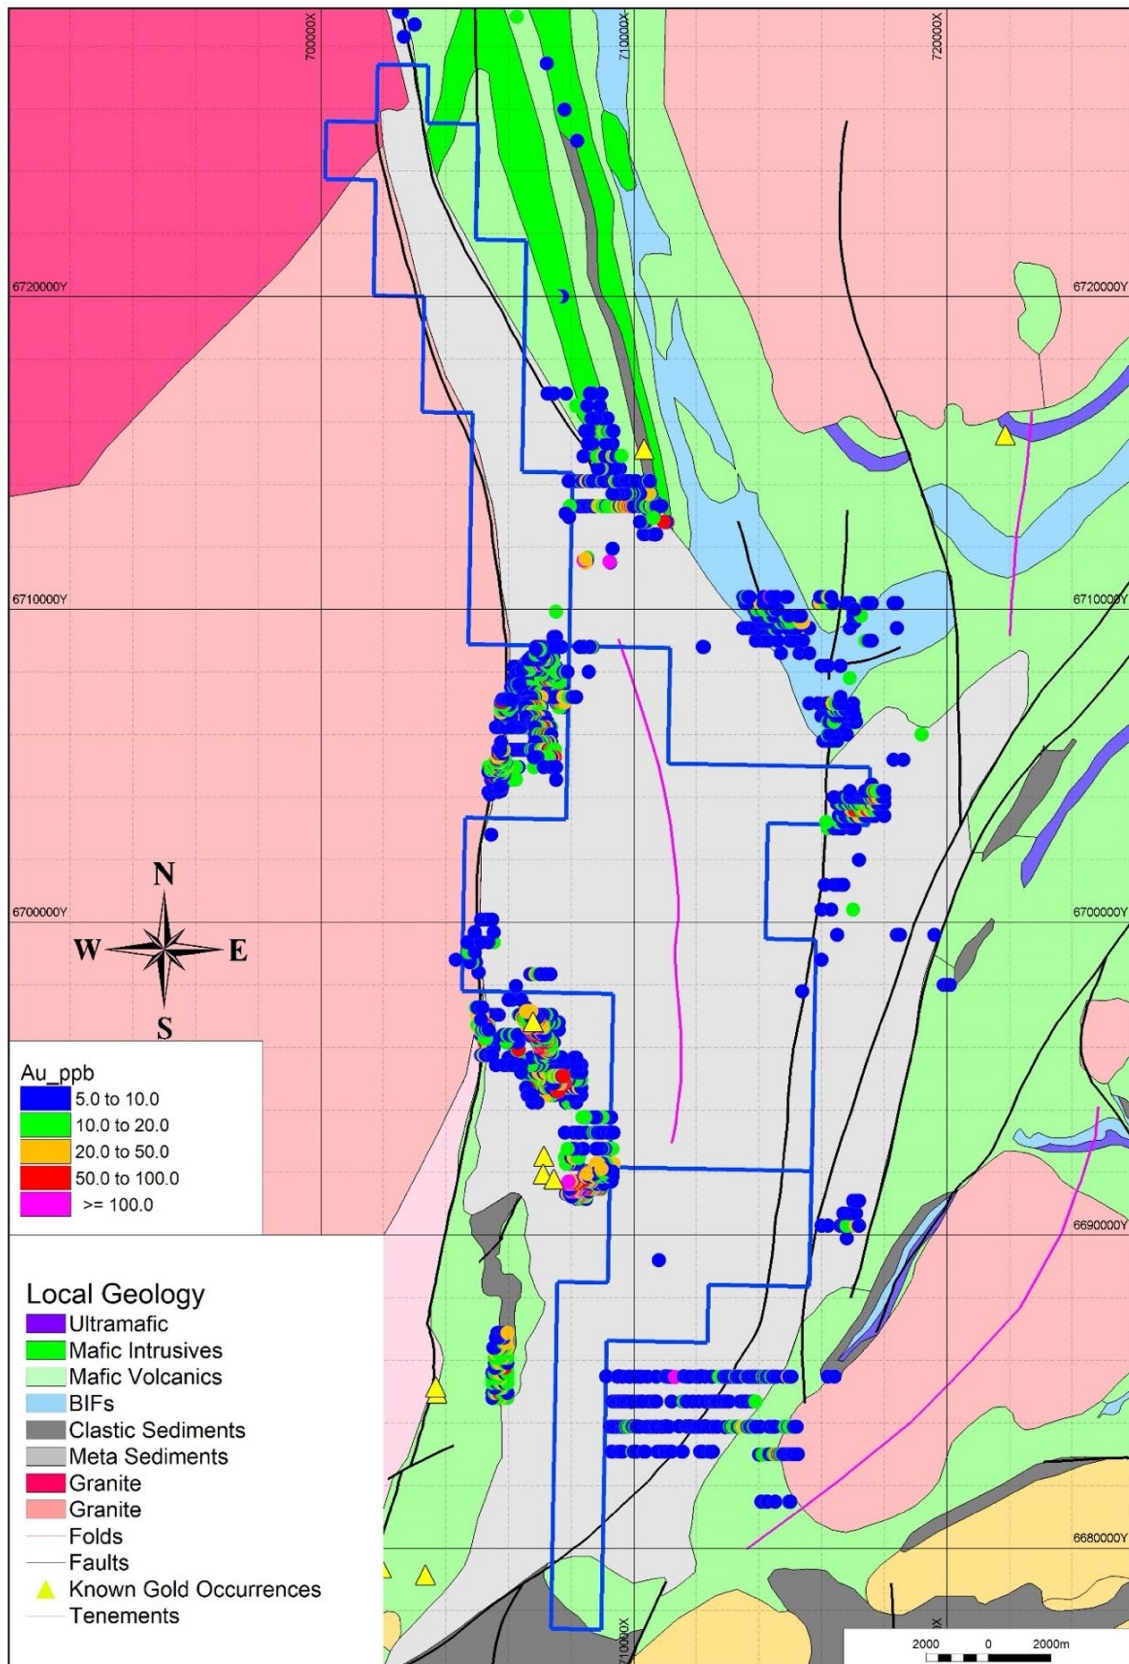 700000X
710000X
720000X
6720000Y
6720000Y
6710000Y
6710000Y
6700000Y
6700000Y
N
W
E
S
Au_ppb
5.0 to 10.0
10.0 to 20.0
20.0 to 50.0
50.0 to 100.0
>= 100.0
6690000Y
Local Geology
Ultramafic
Mafic Intrusives
Mafic Volcanics
BIFs
Clastic Sediments
Meta Sediments
Granite
Granite
Folds
Faults
Known Gold Occurrences
Tenements
6680000Y
710000X
2000 0 2000m